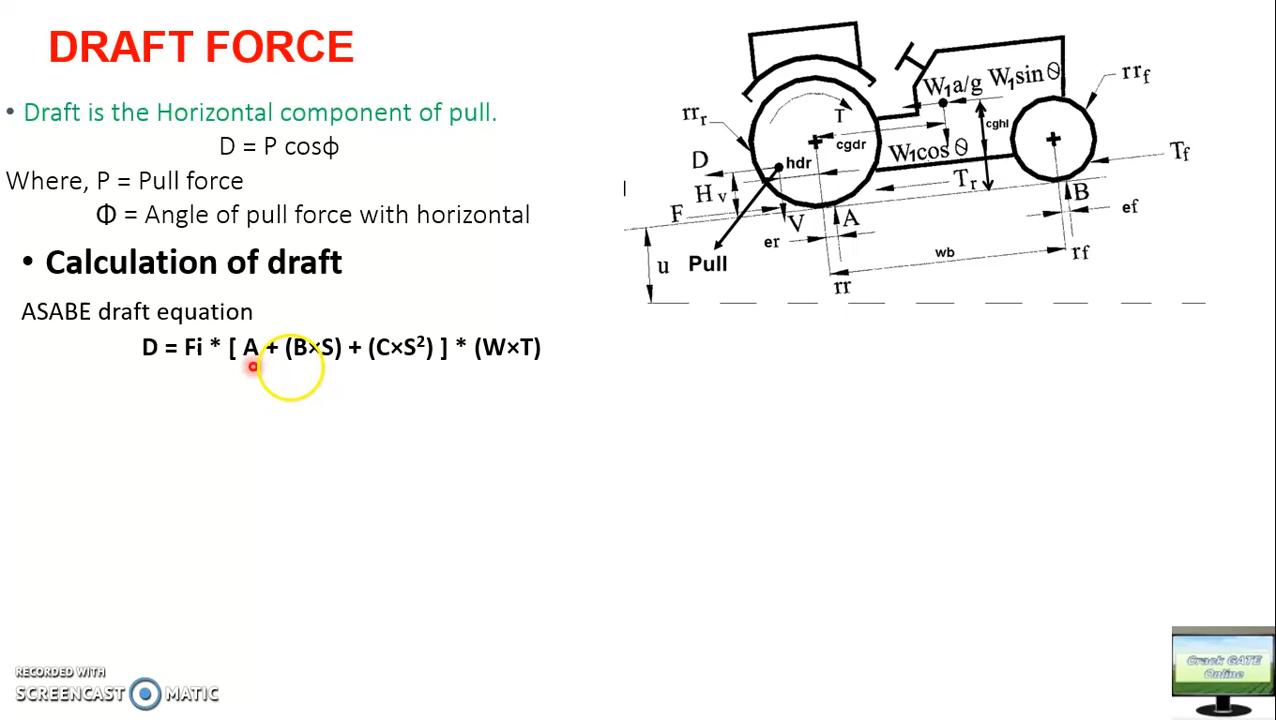 DRAFT FORCE
• Draft is the Horizontal component of pull.
D = P cosϕ
Where, P = Pull force
Φ = Angle of pull force with horizontal
• Calculation of draft
ASABE draft equation
D = Fi * [ A + (B×S) + (C×S²) ] * (W×T)
W₁a/g W₁sin θ
rr_f
rr_r
T
cghl
cgdr
W₁cos θ
T_f
D
hdr
H v
T_r
B
F
V
A
ef
er
u
Pull
wb
rf
rr
Crack GATE
Online
RECORDED WITH
SCREENCAST MATIC